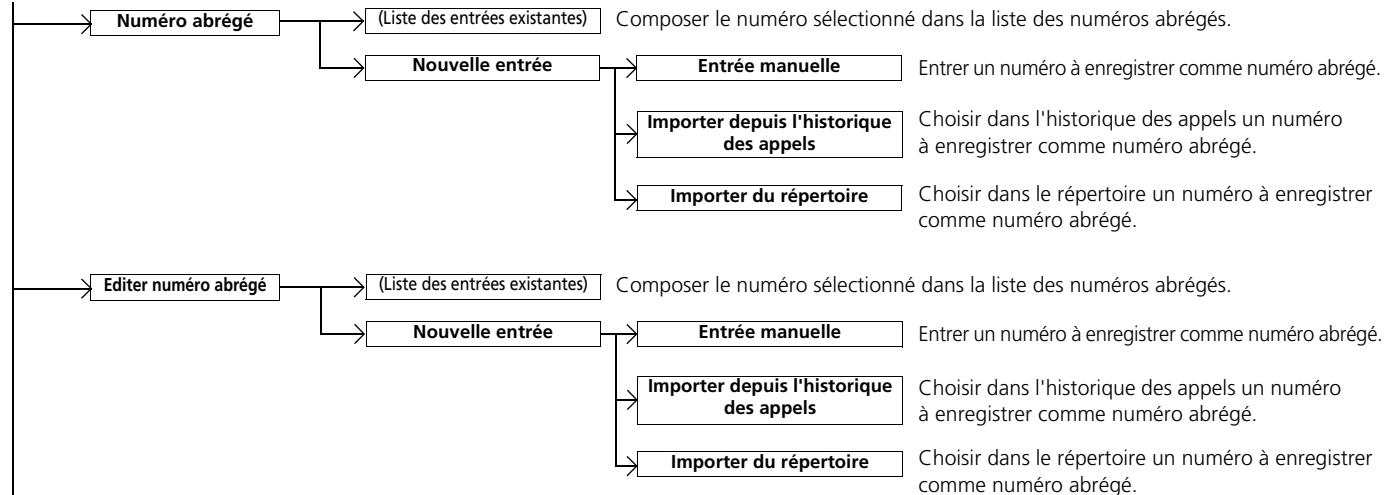 Numéro abrégé (Liste des entrées existantes) Composer le numéro sélectionné dans la liste des numéros abrégés.
Nouvelle entrée Entrée manuelle Entrer un numéro à enregistrer comme numéro abrégé.
Importer depuis l'historique
des appels
Choisir dans l'historique des appels un numéro
à enregistrer comme numéro abrégé.
Importer du répertoire
Choisir dans le répertoire un numéro à enregistrer
comme numéro abrégé.
Editer numéro abrégé (Liste des entrées existantes) Composer le numéro sélectionné dans la liste des numéros abrégés.
Nouvelle entrée Entrée manuelle Entrer un numéro à enregistrer comme numéro abrégé.
Importer depuis l'historique
des appels
Choisir dans l'historique des appels un numéro
à enregistrer comme numéro abrégé.
Importer du répertoire
Choisir dans le répertoire un numéro à enregistrer
comme numéro abrégé.